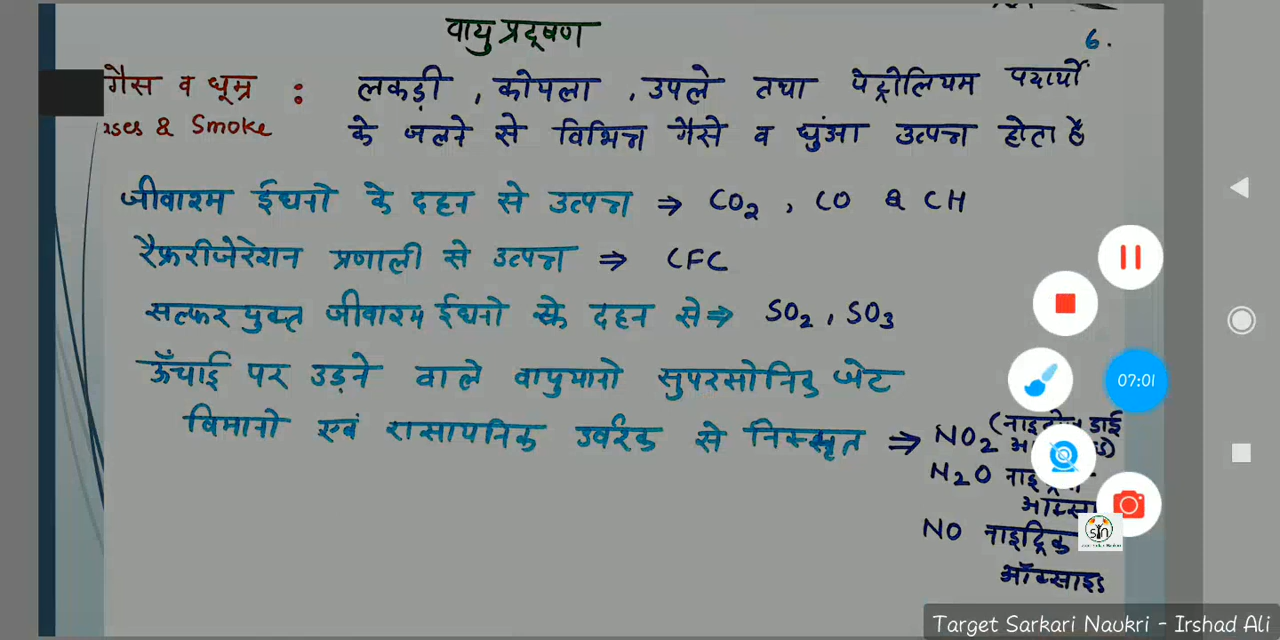 वायु प्रदूषण
6.
गैस व धूम्र : लकड़ी , कोयला , उपले तथा पेट्रोलियम पदार्थो
ases & Smoke के जलने से विभिन्न गैसे व धुंआ उत्पन्न होता है
जीवाश्म ईंधनो के दहन से उत्पन्न ⇒ CO2 , CO & CH
रैफ्ररीजेरेशन प्रणाली से उत्पन्न ⇒ CFC
सल्फर युक्त जीवाश्म ईंधनो के दहन से ⇒ SO2 , SO3
ऊँचाई पर उड़ने वाले वायुयानो सुपरसोनिक जेट
विमानो एवं रासायनिक उर्वरक से निस्सृत ⇒ NO2
N2O
NO नाइट्रिक
ऑक्साइड
07:01
Target Sarkari Naukri - Irshad Ali